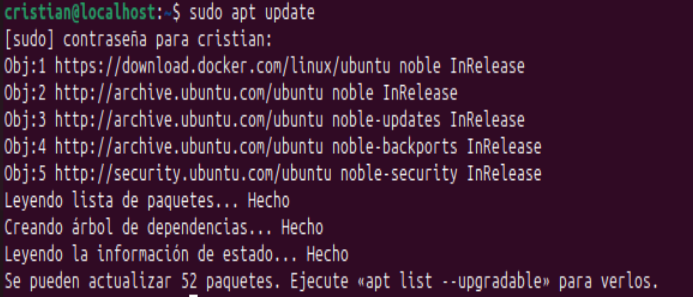 cristian@localhost:~$ sudo apt update
[sudo] contraseña para cristian:
Obj:1 https://download.docker.com/linux/ubuntu noble InRelease
Obj:2 http://archive.ubuntu.com/ubuntu noble InRelease
Obj:3 http://archive.ubuntu.com/ubuntu noble-updates InRelease
Obj:4 http://archive.ubuntu.com/ubuntu noble-backports InRelease
Obj:5 http://security.ubuntu.com/ubuntu noble-security InRelease
Leyendo lista de paquetes... Hecho
Creando árbol de dependencias... Hecho
Leyendo la información de estado... Hecho
Se pueden actualizar 52 paquetes. Ejecute «apt list --upgradable» para verlos.